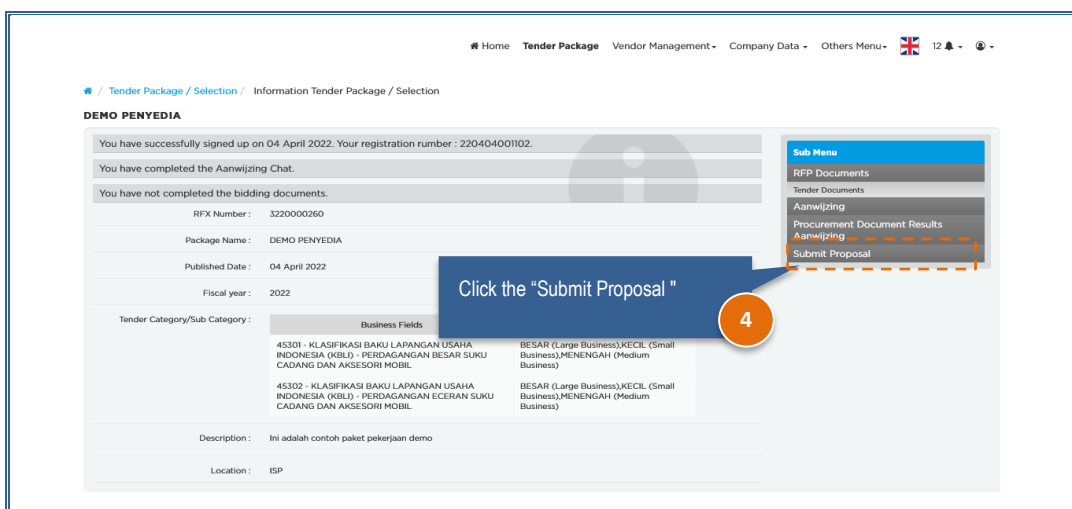 Home Tender Package Vendor Management Company Data Others Menu 12
/ Tender Package / Selection / Information Tender Package / Selection
DEMO PENYEDIA
You have successfully signed up on 04 April 2022. Your registration rumber : 220404001102.
You have completed the Aanwijzing Chat.
You have not completed the bidding documents.
RFX Number : 3220000260
Package Name : DEMO PENYEDIA
Published Date : 04 April 2022
Fiscal year : 2022
Tender Category/Sub Category :
Business Fields
45301 - KLASIFIKASI BAKU LAPANGAN USAHA
INDONESIA (KBLI) - PERDAGANGAN BESAR SUKU
CADANG DAN AKSESORI MOBIL
BESAR (Large Business),KECIL (Small
Business),MENENGAH (Medium
Business)
45302 - KLASIFIKASI BAKU LAPANGAN USAHA
INDONESIA (KBLI) - PERDAGANGAN ECERAN SUKU
CADANG DAN AKSESORI MOBIL
BESAR (Large Business),KECIL (Small
Business),MENENGAH (Medium
Business)
Description : Ini adalah contoh paket pekerjaan demo
Location : ISP
Sub Menu
RFP Documents
Tender Documents
Aanwijzing
Procurement Document Results
Aanwijzing
Submit Proposal
Click the “Submit Proposal "
4